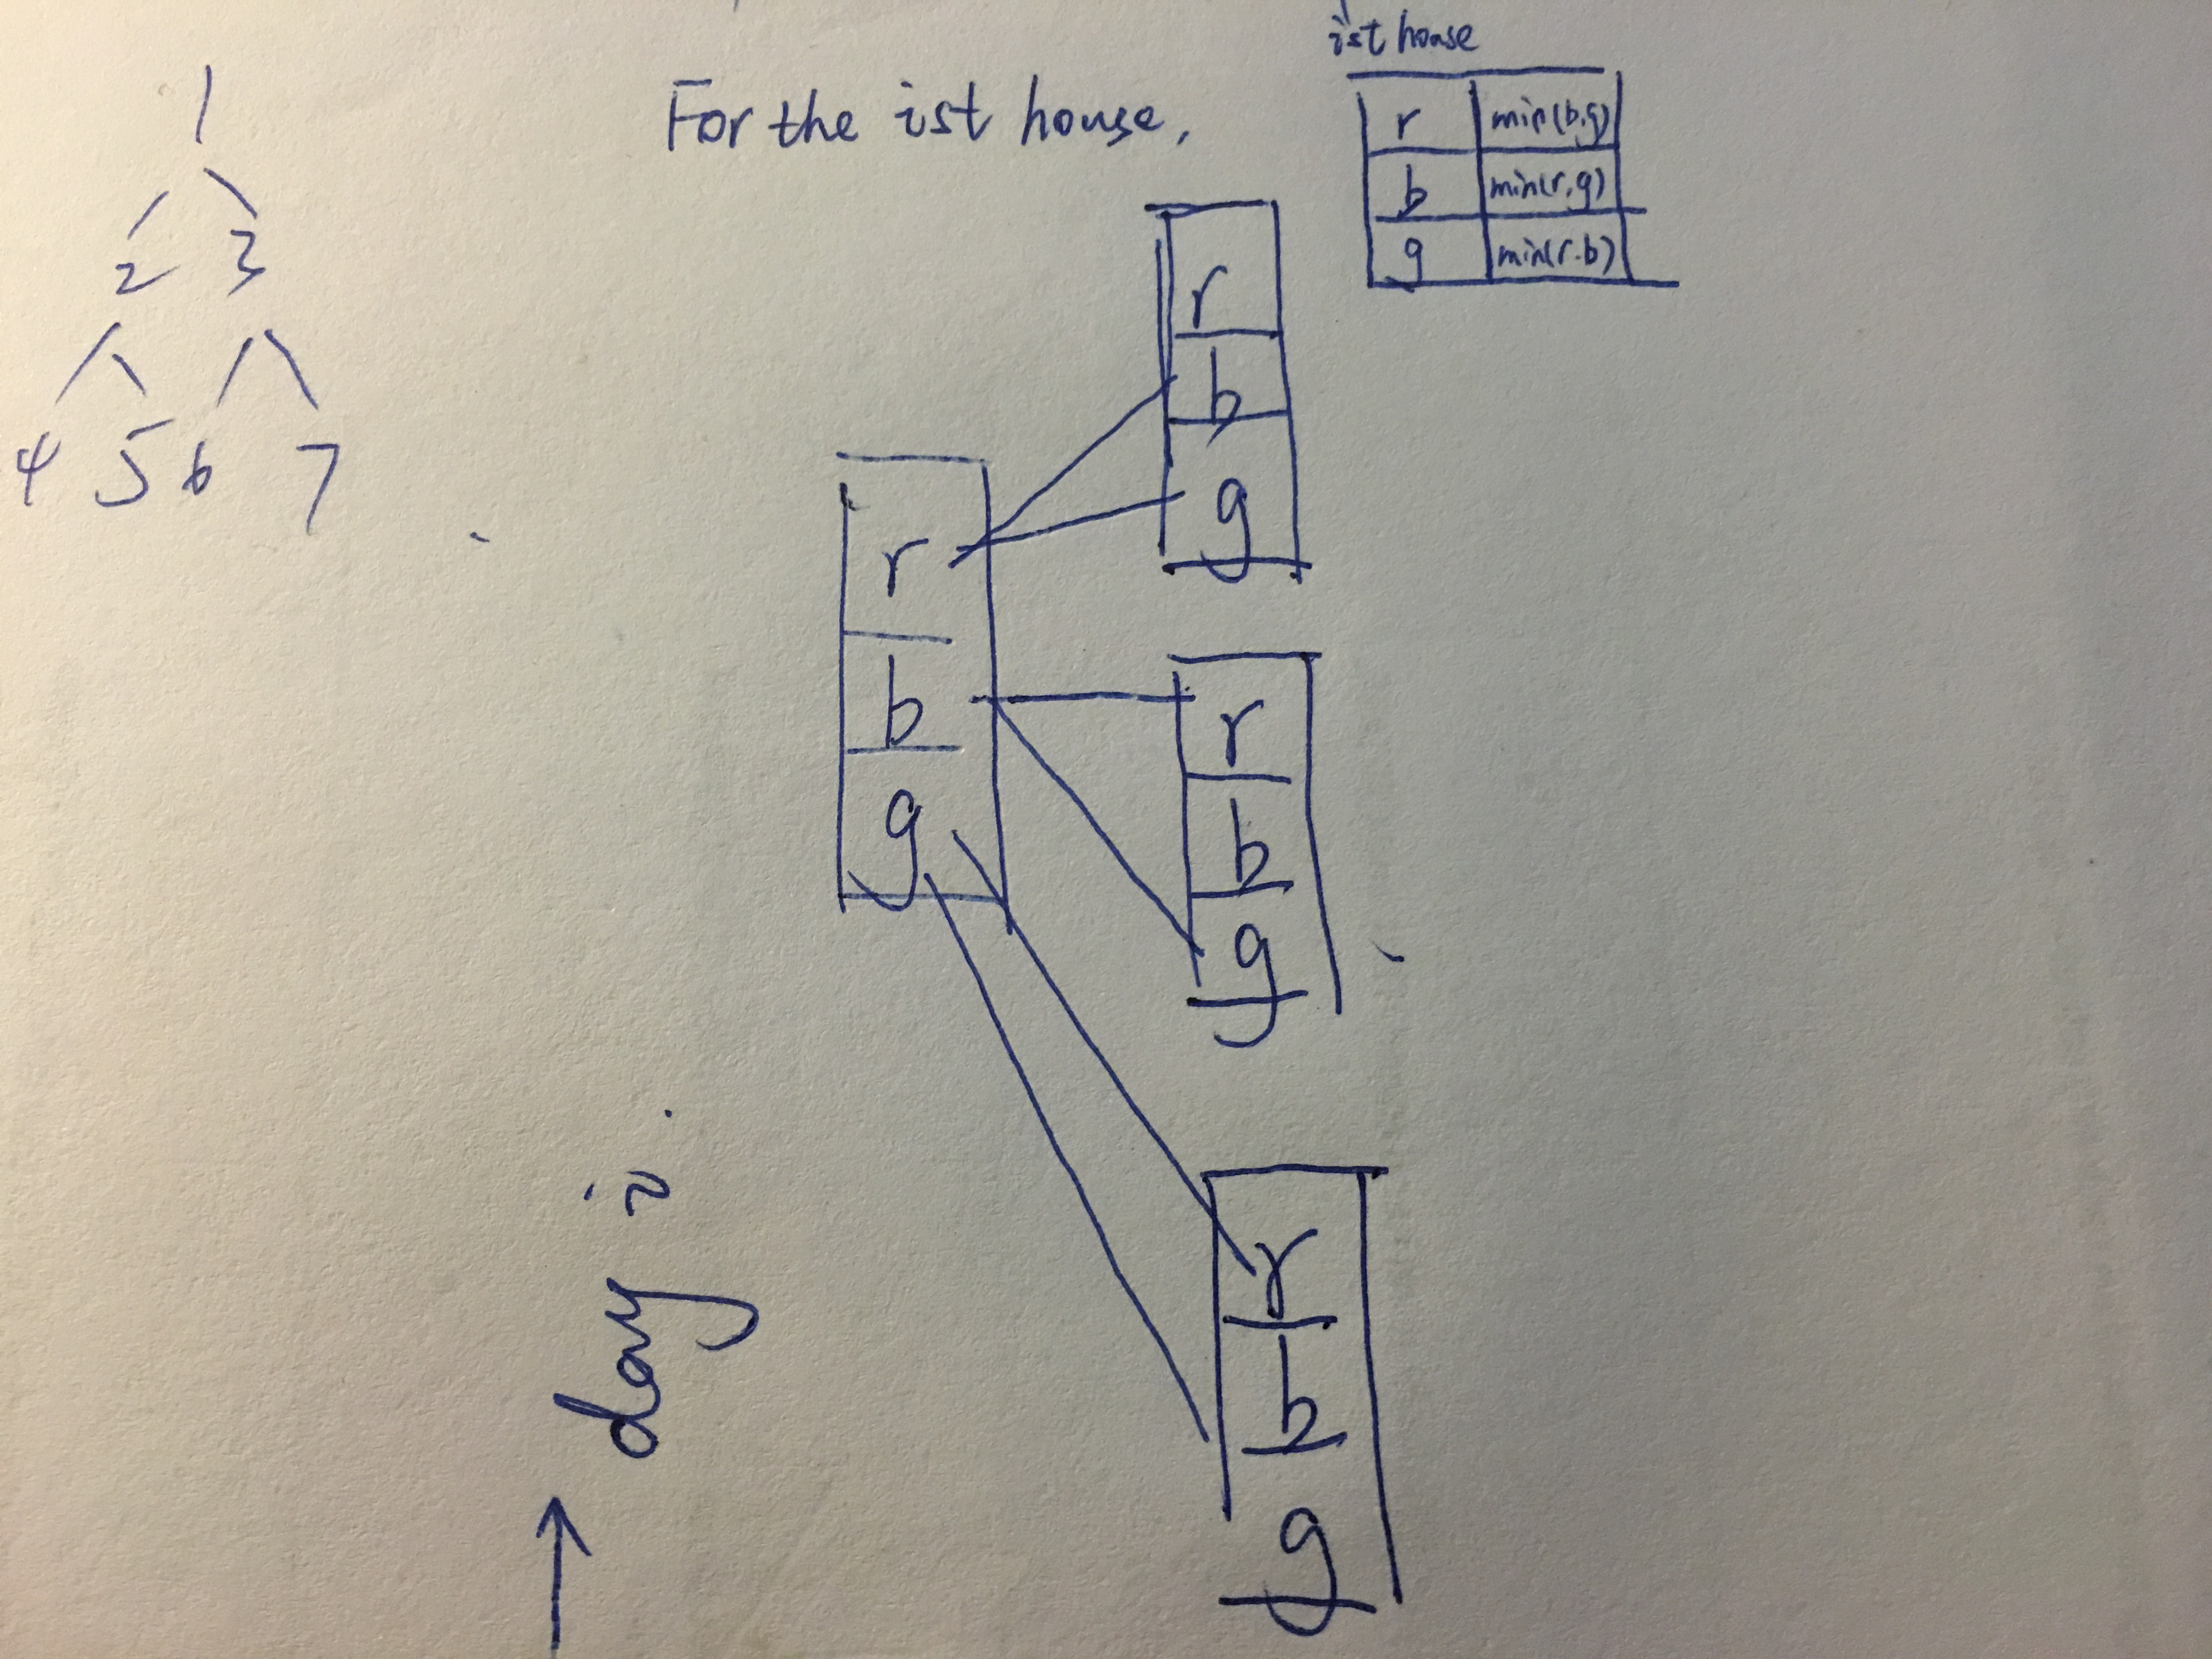 1
2 3
4 5 6 7
For the ist house,
ist house
r min(b,g)
b min(r,g)
g min(r.b)
r
b
G
r
b
G
r
b
G
r
b
G
→ day i.